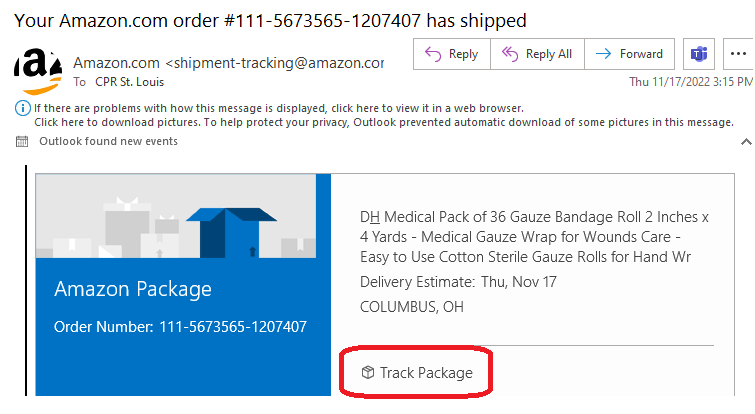 Your Amazon.com order #111-5673565-1207407 has shipped
a
Amazon.com <shipment-tracking@amazon.cor
Reply
Reply All
Forward
To CPR St. Louis
Thu 11/17/2022 3:15 PM
If there are problems with how this message is displayed, click here to view it in a web browser.
Click here to download pictures. To help protect your privacy, Outlook prevented automatic download of some pictures in this message.
Outlook found new events
Amazon Package
Order Number: 111-5673565-1207407
DH Medical Pack of 36 Gauze Bandage Roll 2 Inches x
4 Yards - Medical Gauze Wrap for Wounds Care -
Easy to Use Cotton Sterile Gauze Rolls for Hand Wr
Delivery Estimate: Thu, Nov 17
COLUMBUS, OH
Track Package